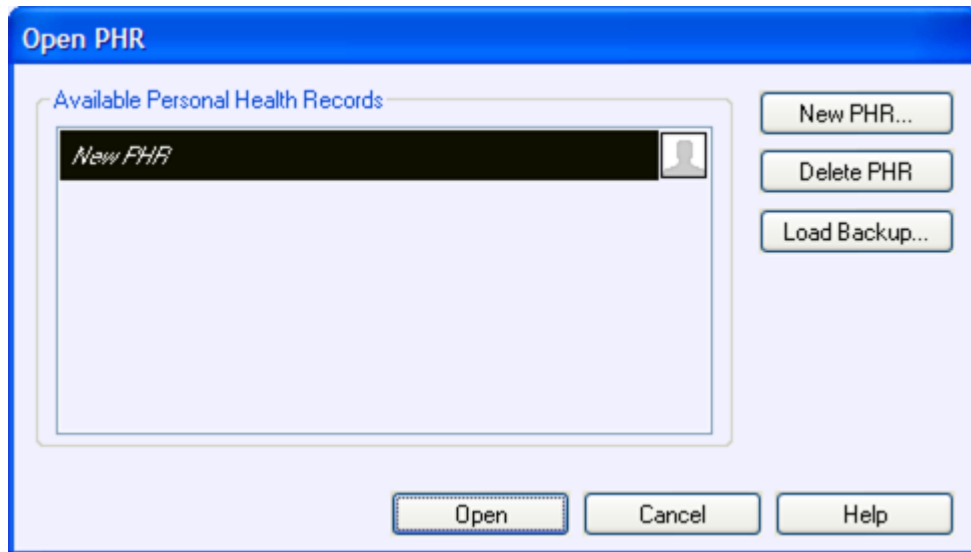 Open PHR
Available Personal Health Records
New PHR
New PHR...
Delete PHR
Load Backup...
Open
Cancel
Help